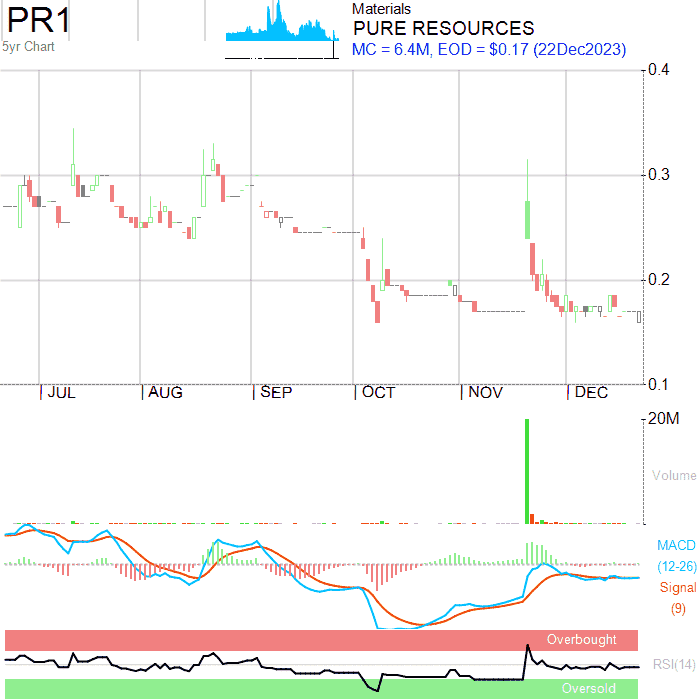 PR1
5yr Chart
Materials
PURE RESOURCES
MC = 6.4M, EOD = $0.17 (22Dec2023)
0.4
0.3
0.2
0.1
JUL AUG SEP OCT NOV DEC
20M
Volume
MACD
(12-26)
Signal
(9)
Overbought
RSI(14)
Oversold